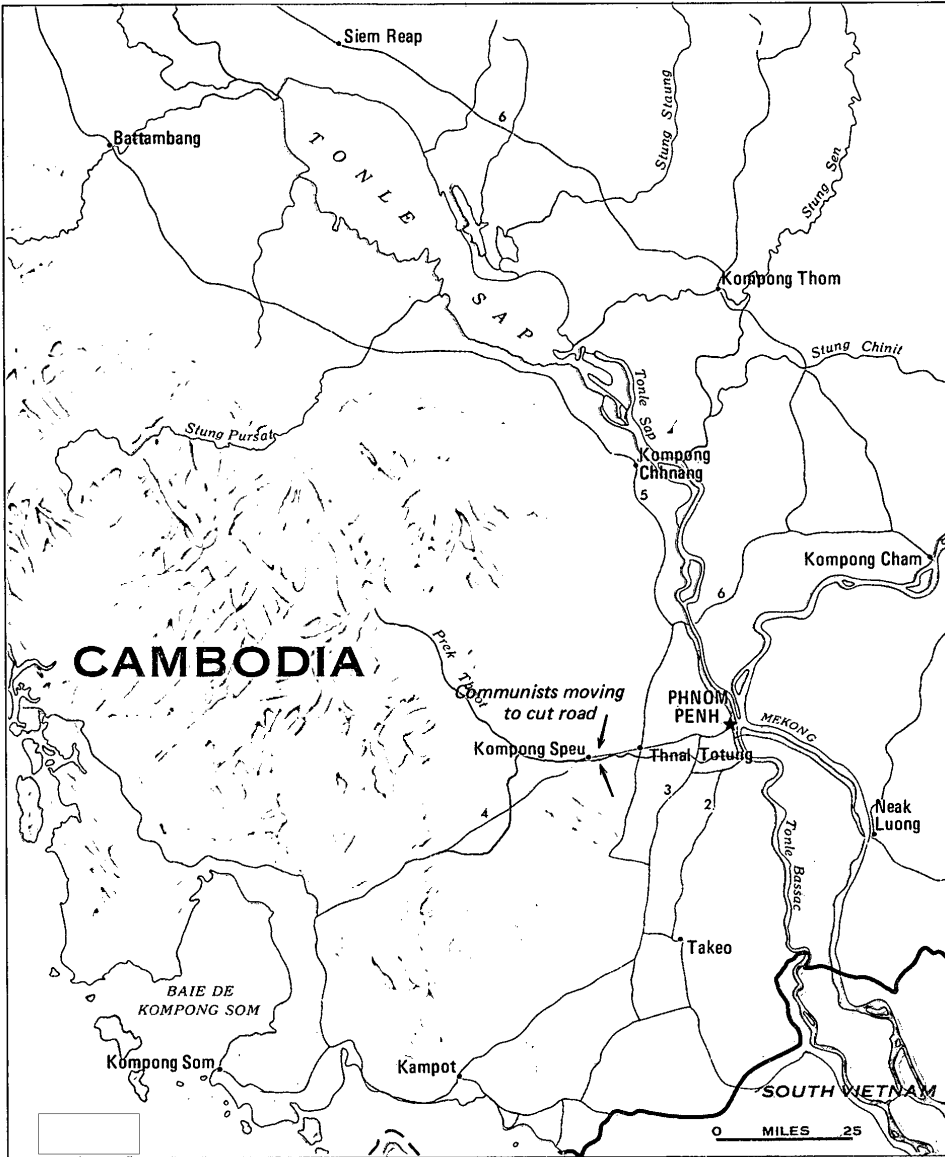 Siem Reap
6
Stung Staung
Battambang
TONLE SAP
Stung Sen
Kompong Thom
Stung Chinit
Tonle Sap
Stung Pursat
Kompong
Chhnang
5
Kompong Cham
6
CAMBODIA
Prek Thnot
Communists moving
to cut road
PHNOM
PENH
MEKONG
Kompong Speu
Thnal Totung
3
2
4
Neak
Luong
Tonle Bassac
Takeo
BAIE DE
KOMPONG SOM
Kompong Som
Kampot
SOUTH VIETNAM
0 MILES 25